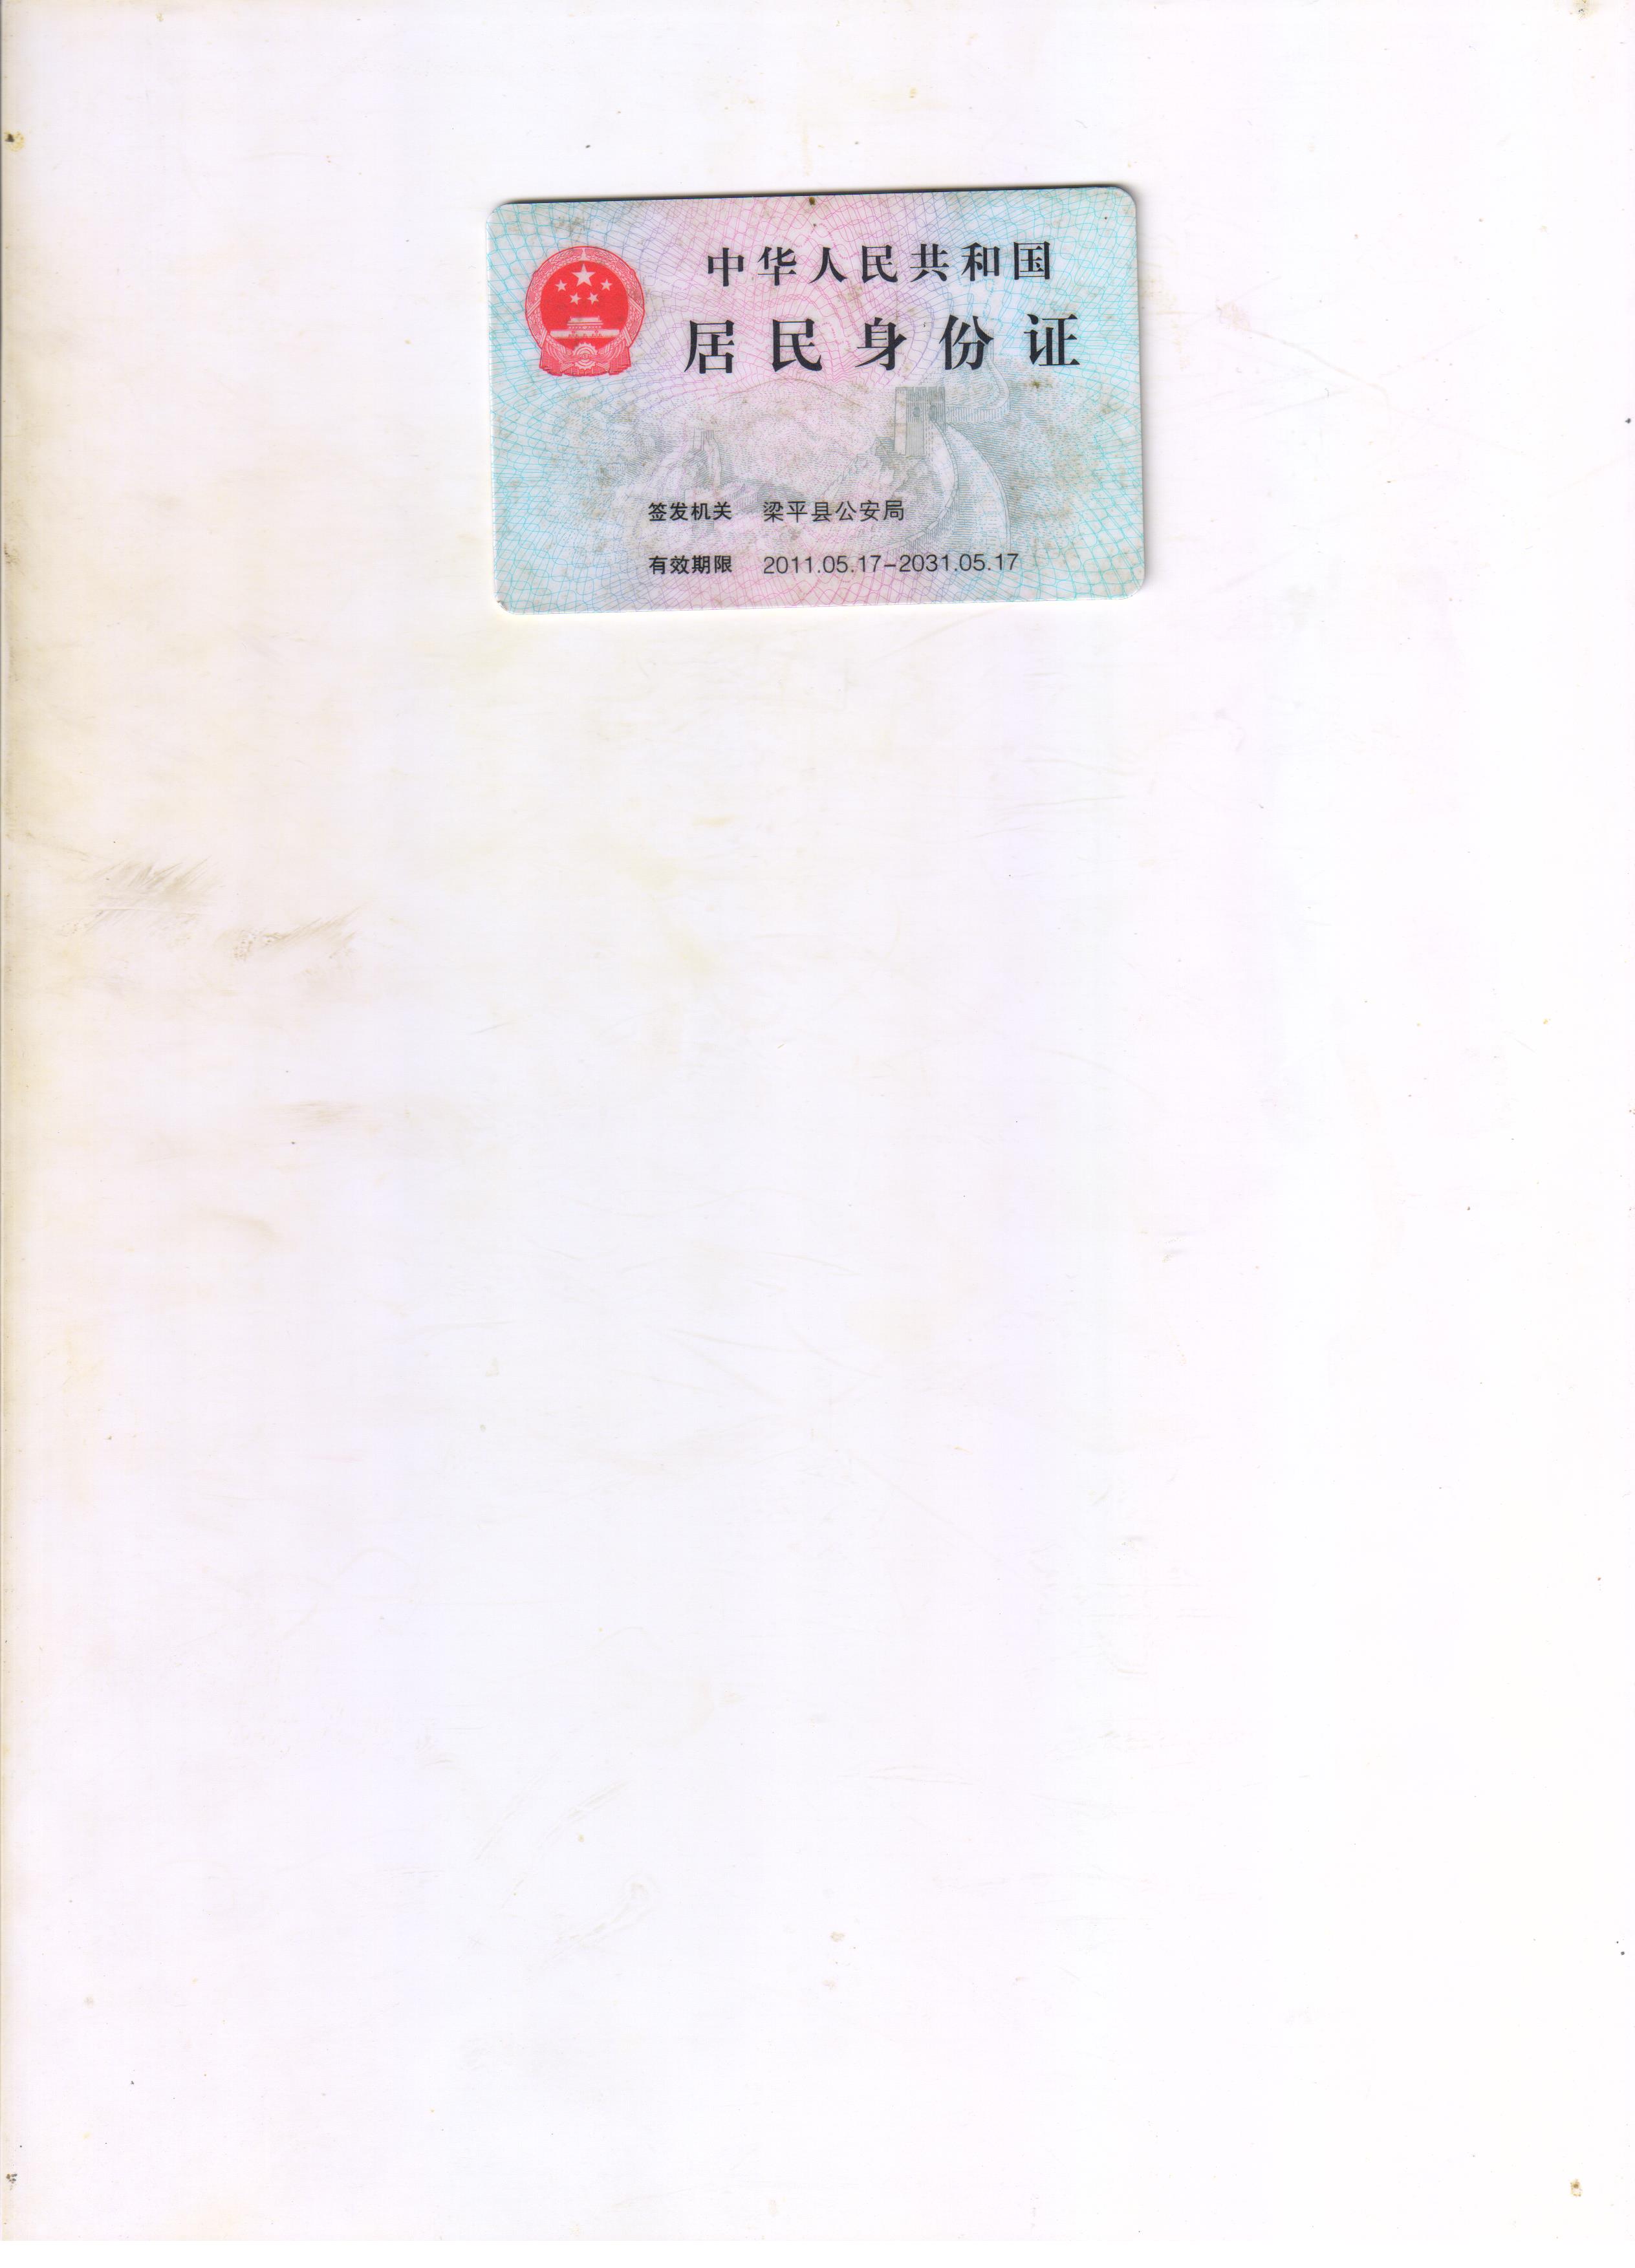 中华人民共和国
居民身份证
签发机关 梁平县公安局
有效期限 2011.05.17-2031.05.17